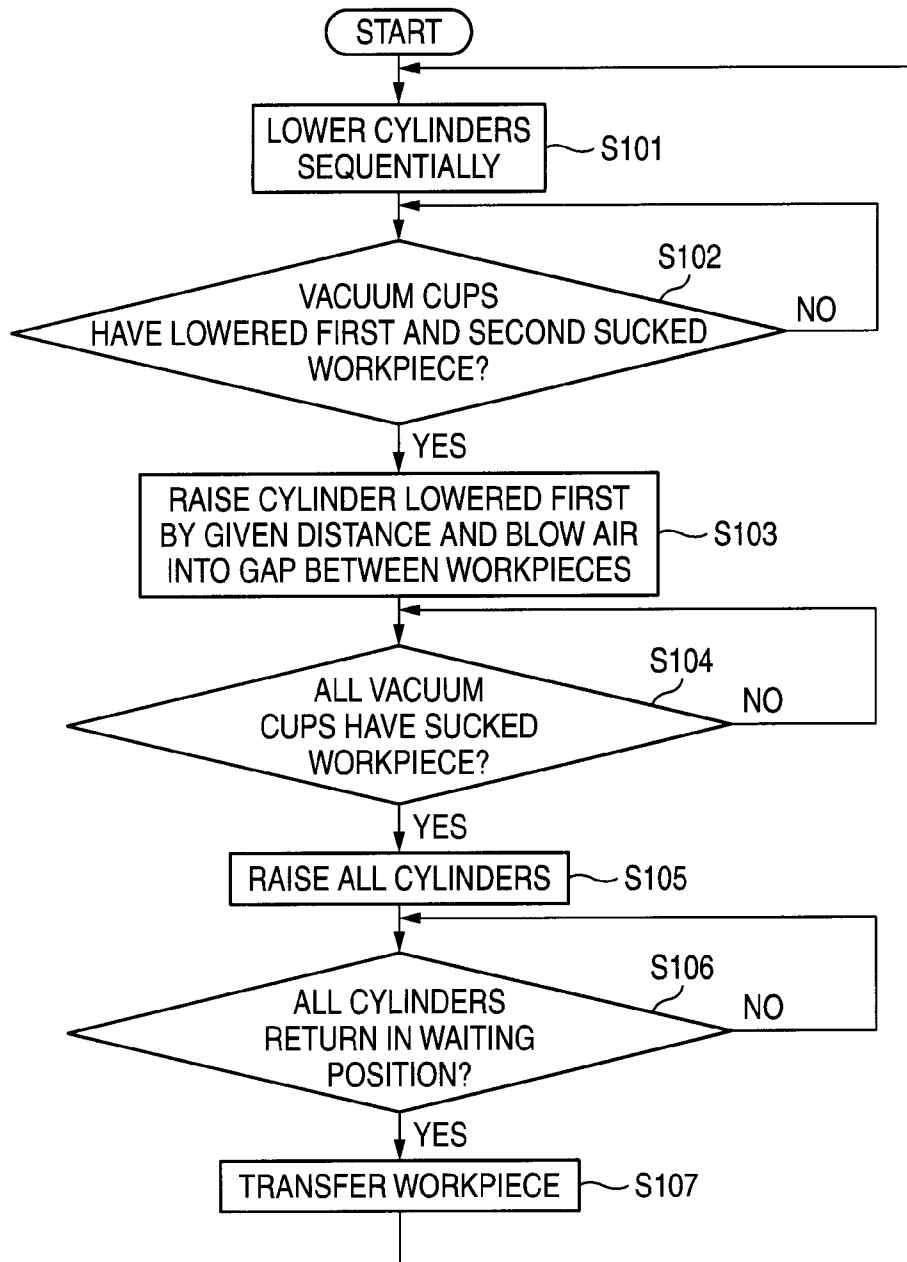 START
LOWER CYLINDERS
SEQUENTIALLY
S101
S102
VACUUM CUPS
HAVE LOWERED FIRST AND SECOND SUCKED
WORKPIECE?
NO
YES
RAISE CYLINDER LOWERED FIRST
BY GIVEN DISTANCE AND BLOW AIR
INTO GAP BETWEEN WORKPIECES
S103
S104
ALL VACUUM
CUPS HAVE SUCKED
WORKPIECE?
NO
YES
RAISE ALL CYLINDERS
S105
S106
ALL CYLINDERS
RETURN IN WAITING
POSITION?
NO
YES
TRANSFER WORKPIECE
S107